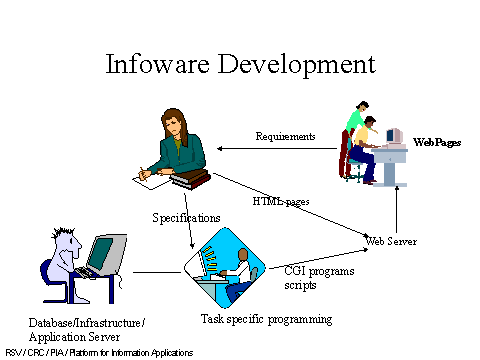 Infoware Development
Requirements
WebPages
HTML pages
Specifications
Web Server
CGI programs
scripts
Task specific programming
Database/Infrastructure/
Application Server
RSV / CRC / PIA / Platform for Information Applications